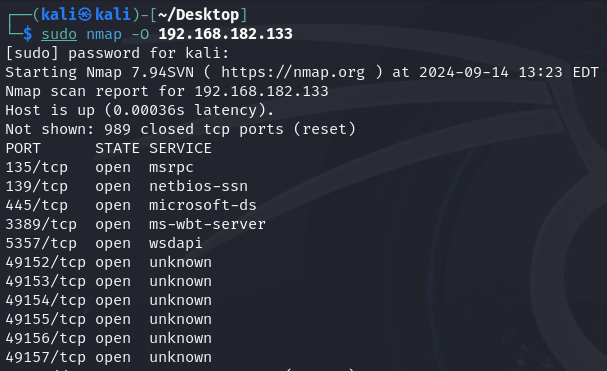 ┌──(kali㉿kali)-[~/Desktop]
└─$ sudo nmap -O 192.168.182.133
[sudo] password for kali:
Starting Nmap 7.94SVN ( https://nmap.org ) at 2024-09-14 13:23 EDT
Nmap scan report for 192.168.182.133
Host is up (0.00036s latency).
Not shown: 989 closed tcp ports (reset)
PORT      STATE SERVICE
135/tcp   open  msrpc
139/tcp   open  netbios-ssn
445/tcp   open  microsoft-ds
3389/tcp  open  ms-wbt-server
5357/tcp  open  wsdapi
49152/tcp open  unknown
49153/tcp open  unknown
49154/tcp open  unknown
49155/tcp open  unknown
49156/tcp open  unknown
49157/tcp open  unknown